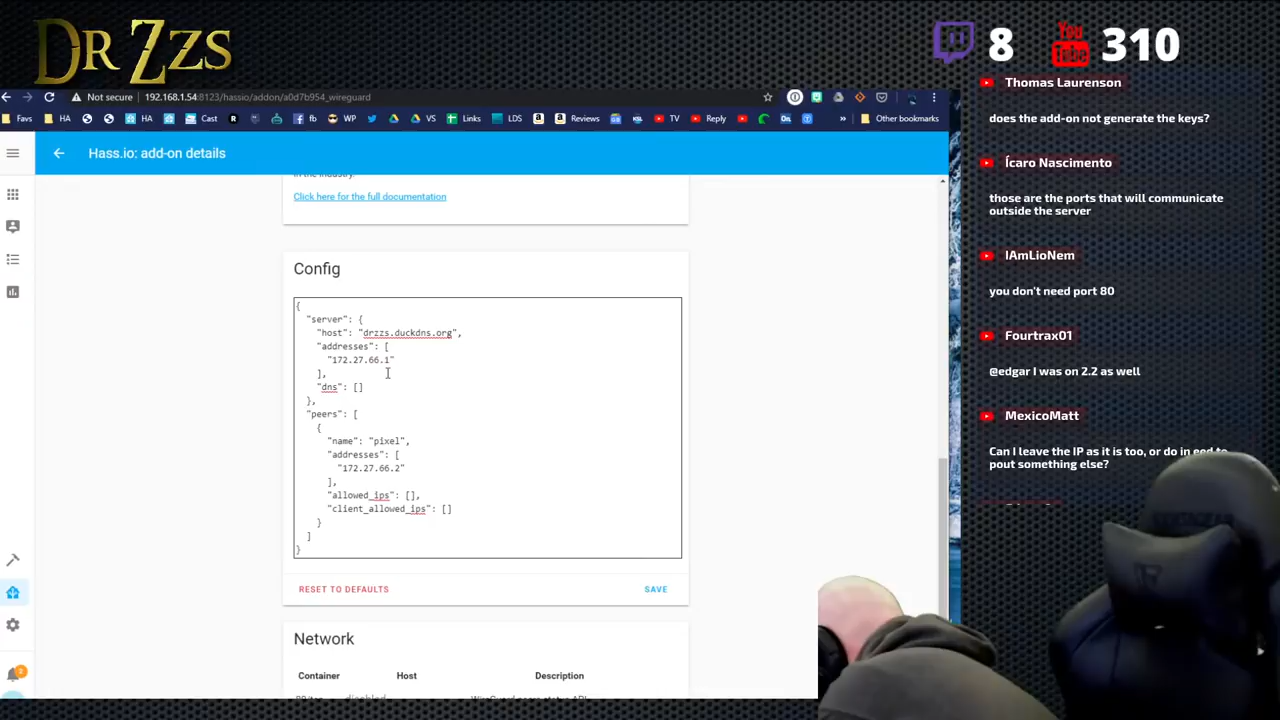 DR ZZS
8
You Tube 310
Not secure 192.168.1.54:8123/hassio/addon/a0d7b954_wireguard
Favs HA HA Cast fb WP VS Links LDS Reviews TV Reply Other bookmarks
Hass.io: add-on details
Click here for the full documentation
Config
{
"server": {
"host": "drzzs.duckdns.org",
"addresses": [
"172.27.66.1"
],
"dns": []
},
"peers": [
{
"name": "pixel",
"addresses": [
"172.27.66.2"
],
"allowed_ips": [],
"client_allowed_ips": []
}
]
}
RESET TO DEFAULTS SAVE
Network
Container Host Description
Thomas Laurenson
does the add-on not generate the keys?
Ícaro Nascimento
those are the ports that will communicate
outside the server
IAmLioNem
you don't need port 80
Fourtrax01
@edgar I was on 2.2 as well
MexicoMatt
Can I leave the IP as it is too, or do in eed to
pout something else?